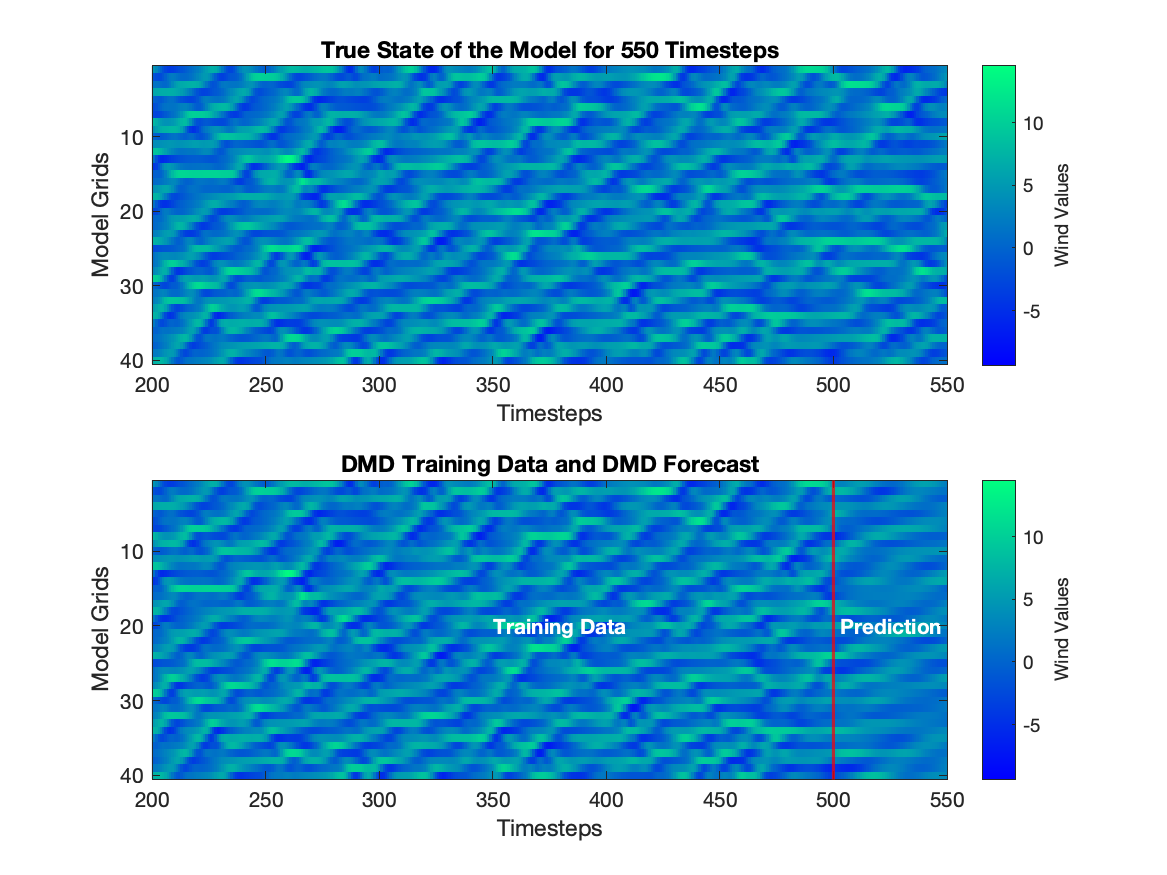 True State of the Model for 550 Timesteps
Model Grids
10
20
30
40
200 250 300 350 400 450 500 550
Timesteps
10
5
0
-5
Wind Values
DMD Training Data and DMD Forecast
Model Grids
10
20
30
40
Training Data
Prediction
200 250 300 350 400 450 500 550
Timesteps
10
5
0
-5
Wind Values